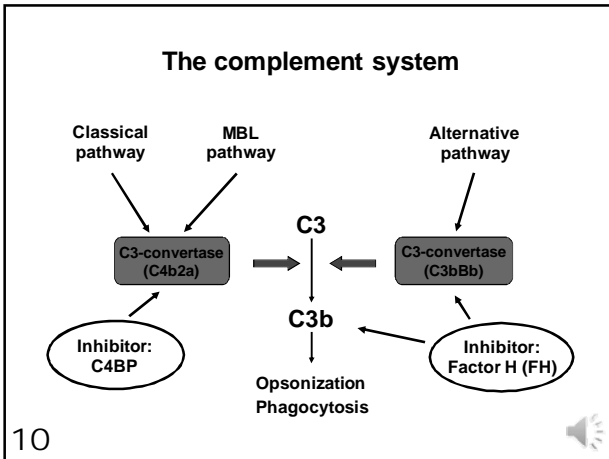 The complement system
Classical
pathway
MBL
pathway
Alternative
pathway
C3
C3-convertase
(C4b2a)
C3-convertase
(C3bBb)
C3b
Inhibitor:
C4BP
Inhibitor:
Factor H (FH)
Opsonization
Phagocytosis
10